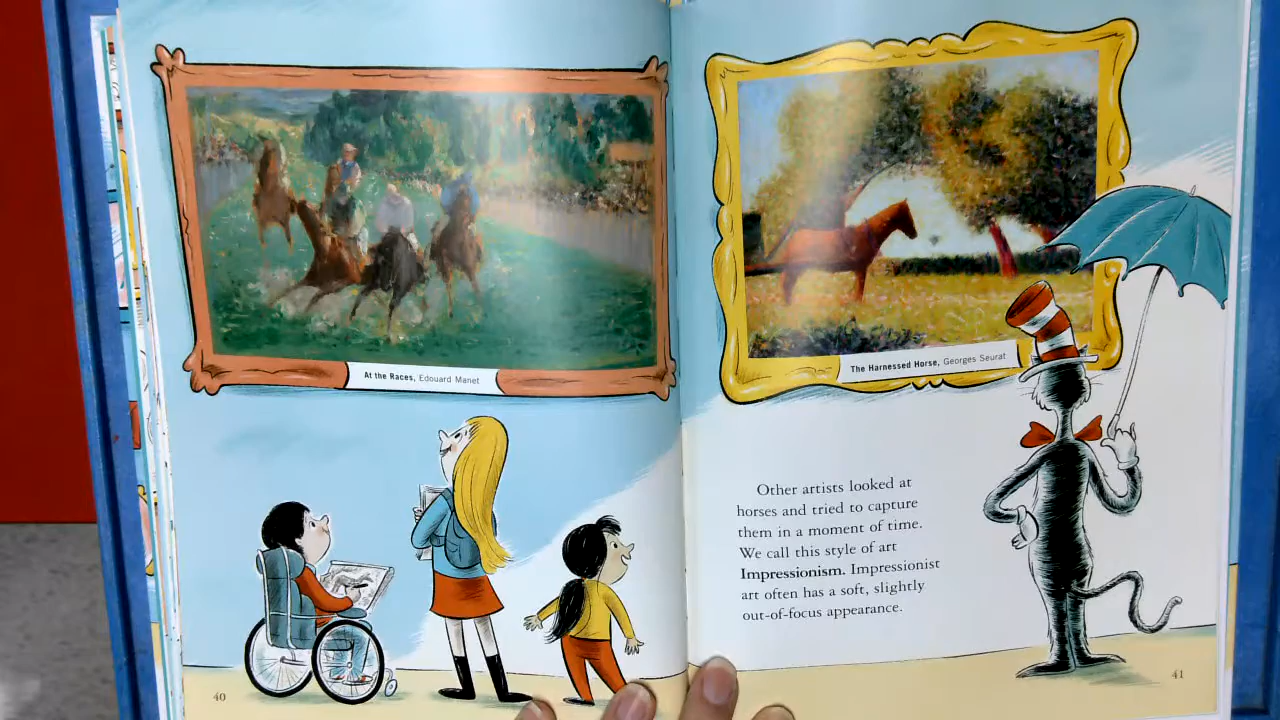 At the Races, Edouard Manet
40
The Harnessed Horse, Georges Seurat
Other artists looked at
horses and tried to capture
them in a moment of time.
We call this style of art
Impressionism. Impressionist
art often has a soft, slightly
out-of-focus appearance.
41